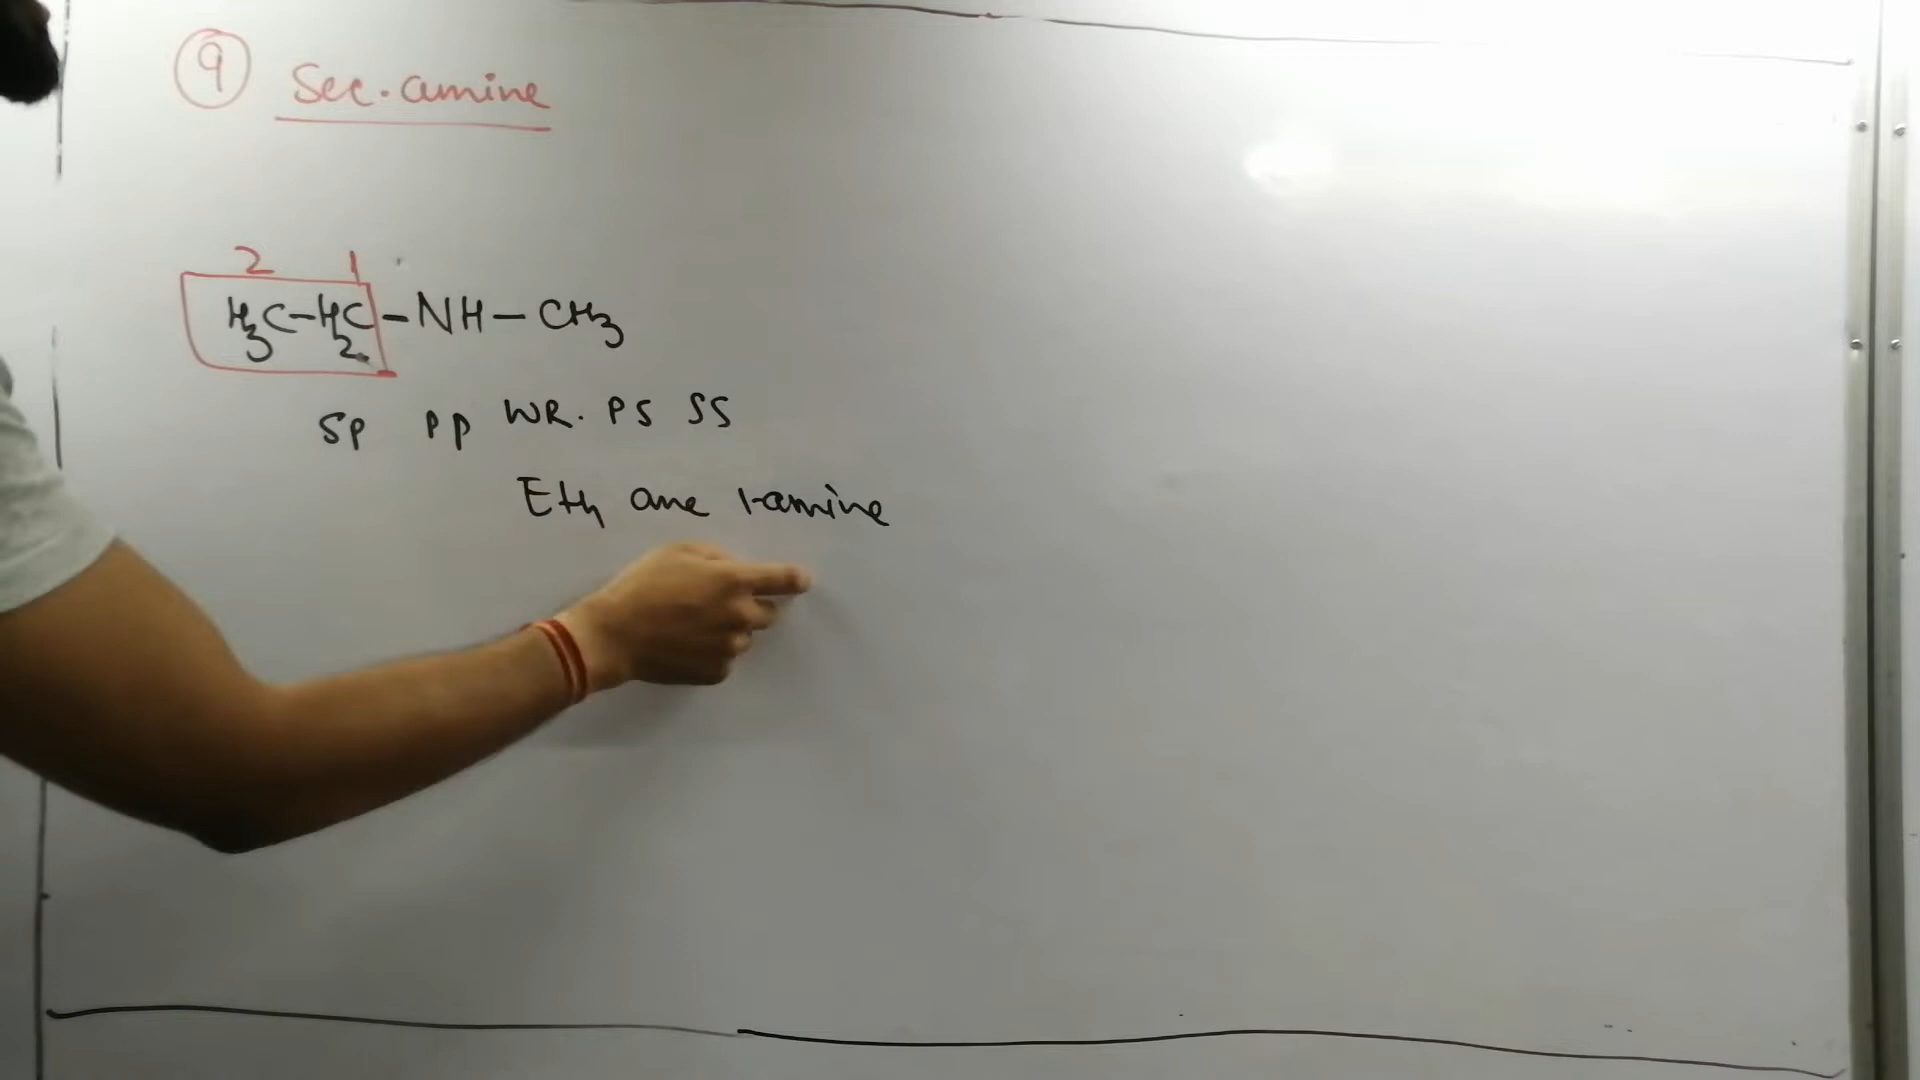 9 Sec. amine
2 1
H3C-H2C-NH-CH3
SP PP WR. PS SS
Eth ane 1-amine